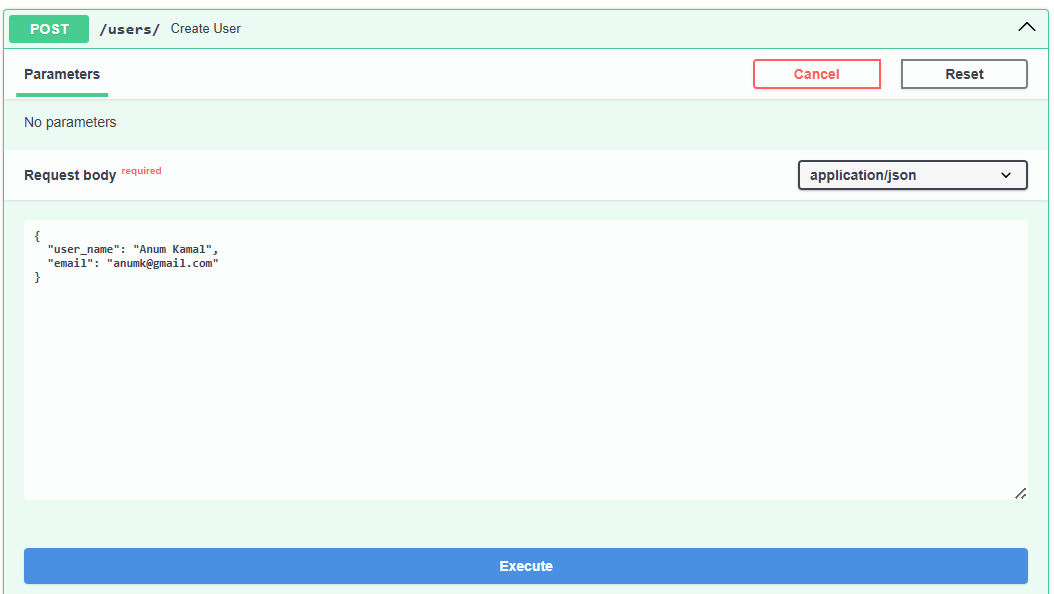 POST /users/ Create User
Parameters Cancel Reset
No parameters
Request body required application/json
{
"user_name": "Anum Kamal",
"email": "anumk@gmail.com"
}
Execute